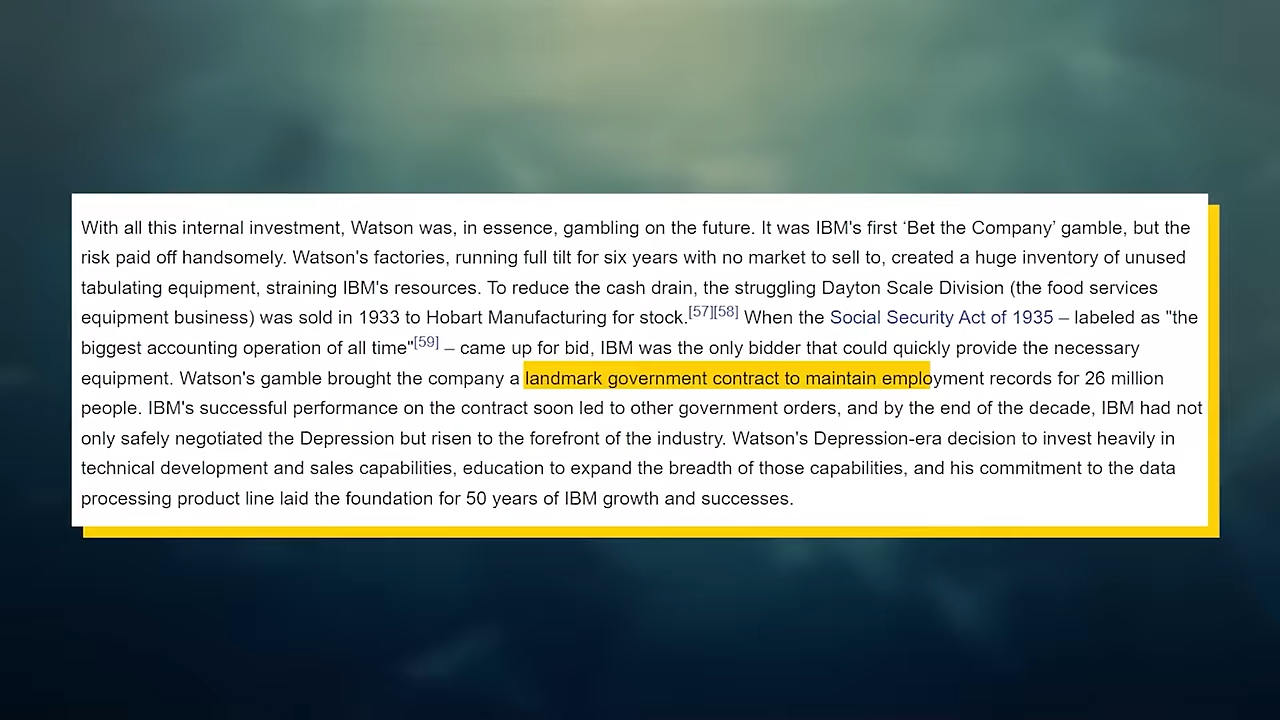 With all this internal investment, Watson was, in essence, gambling on the future. It was IBM's first ‘Bet the Company’ gamble, but the
risk paid off handsomely. Watson's factories, running full tilt for six years with no market to sell to, created a huge inventory of unused
tabulating equipment, straining IBM's resources. To reduce the cash drain, the struggling Dayton Scale Division (the food services
equipment business) was sold in 1933 to Hobart Manufacturing for stock.[57][58] When the Social Security Act of 1935 – labeled as "the
biggest accounting operation of all time"[59] – came up for bid, IBM was the only bidder that could quickly provide the necessary
equipment. Watson's gamble brought the company a landmark government contract to maintain employment records for 26 million
people. IBM's successful performance on the contract soon led to other government orders, and by the end of the decade, IBM had not
only safely negotiated the Depression but risen to the forefront of the industry. Watson's Depression-era decision to invest heavily in
technical development and sales capabilities, education to expand the breadth of those capabilities, and his commitment to the data
processing product line laid the foundation for 50 years of IBM growth and successes.